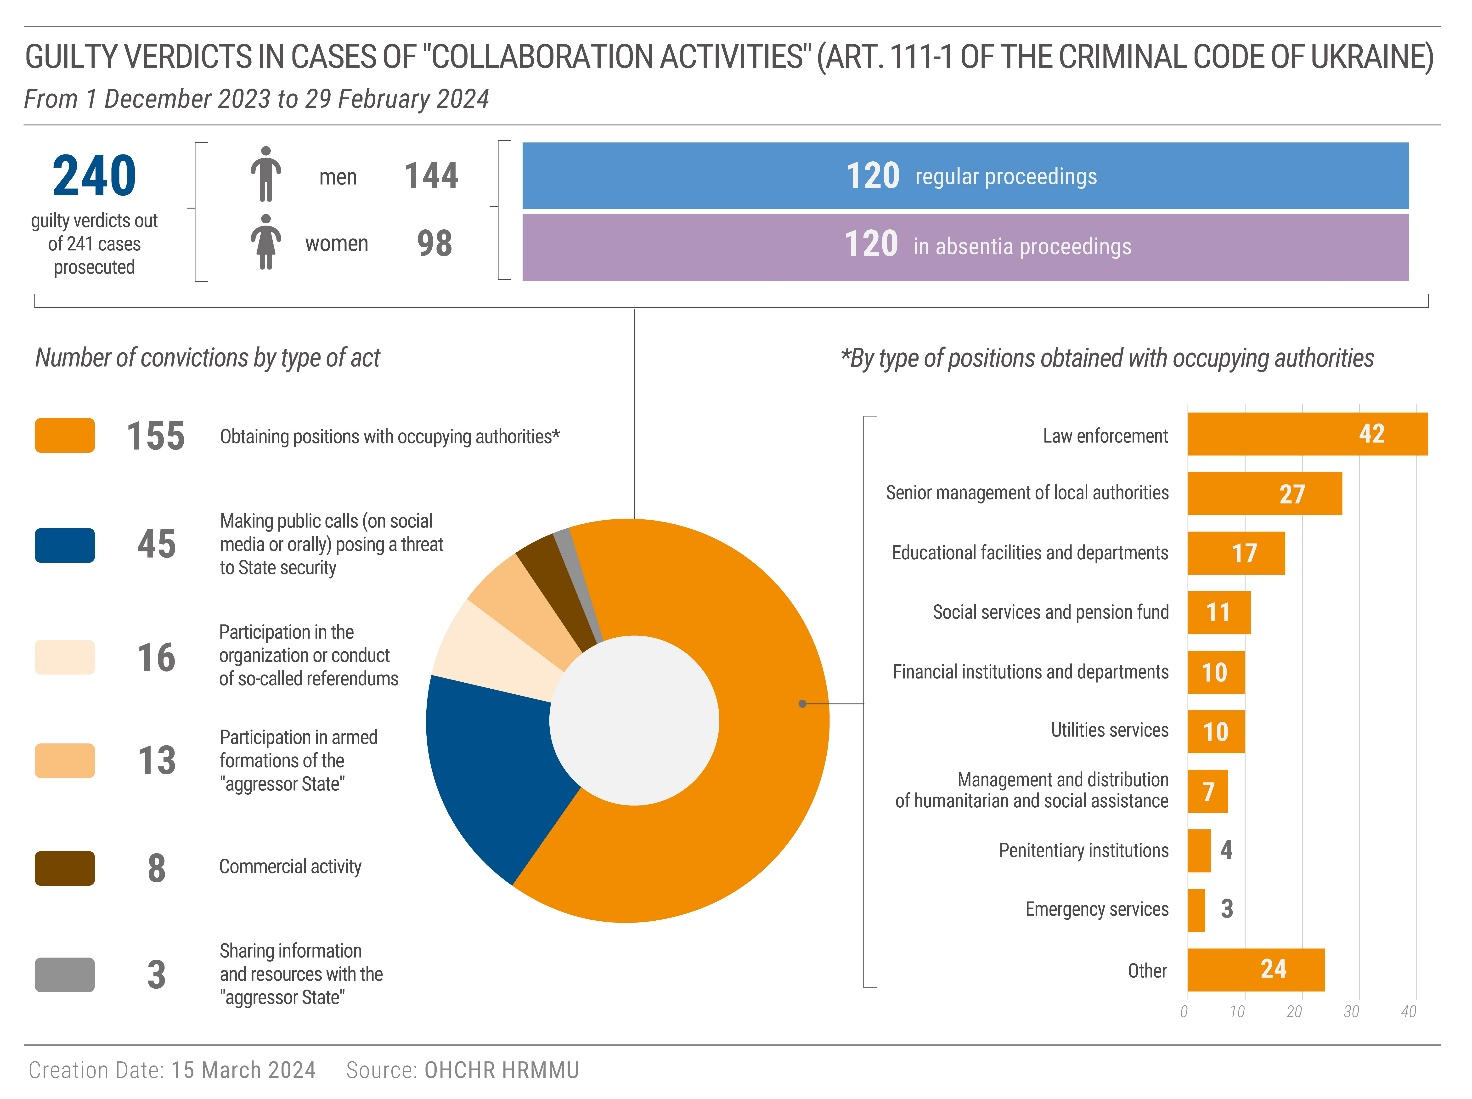 GUILTY VERDICTS IN CASES OF "COLLABORATION ACTIVITIES" (ART. 111-1 OF THE CRIMINAL CODE OF UKRAINE)
From 1 December 2023 to 29 February 2024
240
guilty verdicts out
of 241 cases
prosecuted
men 144
women 98
120 regular proceedings
120 in absentia proceedings
Number of convictions by type of act
155 Obtaining positions with occupying authorities*
45 Making public calls (on social
media or orally) posing a threat
to State security
16 Participation in the
organization or conduct
of so-called referendums
13 Participation in armed
formations of the
"aggressor State"
8 Commercial activity
3 Sharing information
and resources with the
"aggressor State"
*By type of positions obtained with occupying authorities
Law enforcement 42
Senior management of local authorities 27
Educational facilities and departments 17
Social services and pension fund 11
Financial institutions and departments 10
Utilities services 10
Management and distribution
of humanitarian and social assistance 7
Penitentiary institutions 4
Emergency services 3
Other 24
0 10 20 30 40
Creation Date: 15 March 2024 Source: OHCHR HRMMU